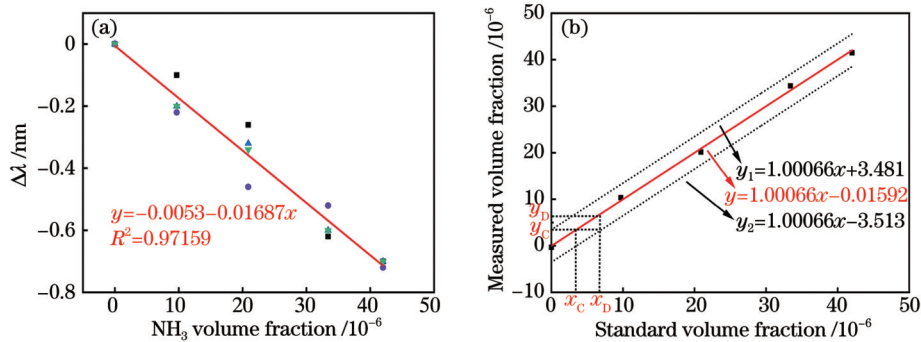 (a)
0
−0.2
−0.4
−0.6
−0.8
Δλ /nm
y=−0.0053−0.01687x
R²=0.97159
0 10 20 30 40 50
NH₃ volume fraction /10⁻⁶
(b)
50
40
30
20
10
0
−10
Measured volume fraction /10⁻⁶
y_D
y_C
y₁=1.00066x+3.481
y=1.00066x−0.01592
y₂=1.00066x−3.513
0 x_C x_D 10 20 30 40 50
Standard volume fraction /10⁻⁶